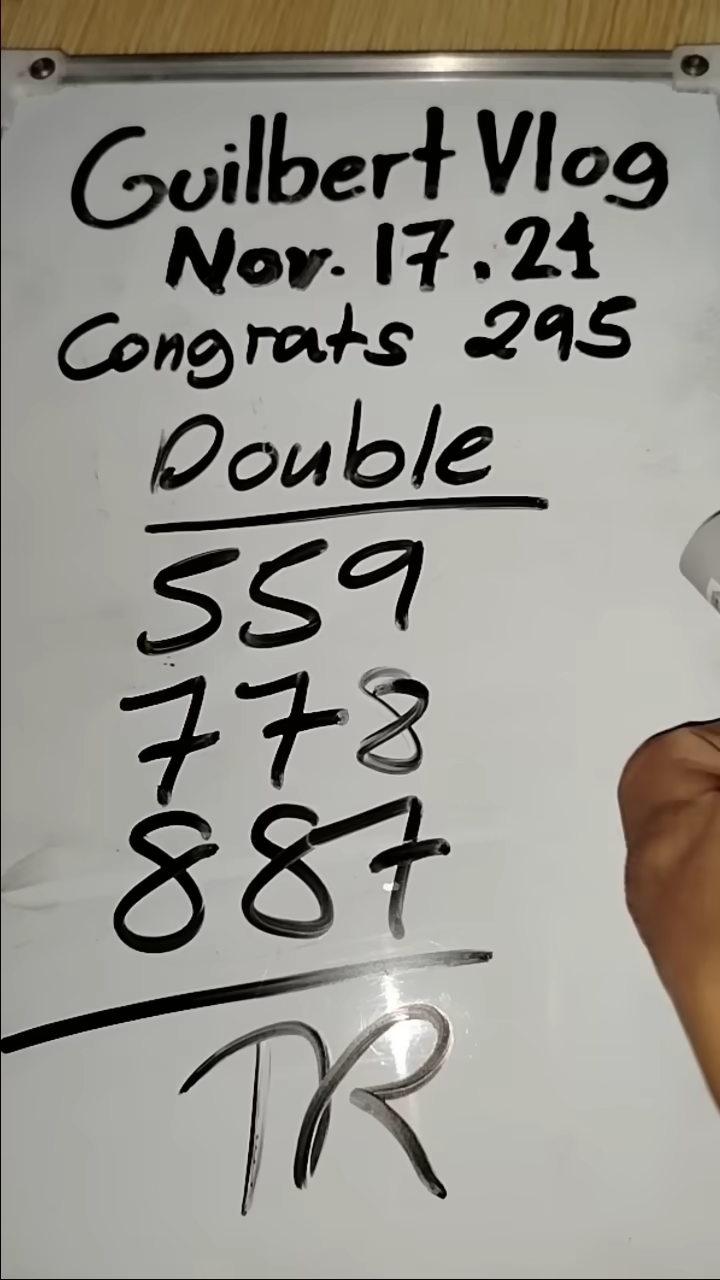 Guilbert Vlog
Nov. 17. 21
Congrats 295
Double
559
778
887
TR